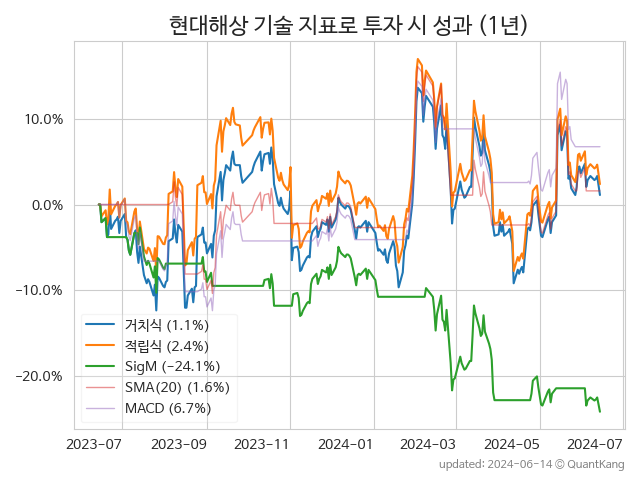 현대해상 기술 지표로 투자 시 성과 (1년)
10.0%
0.0%
−10.0%
−20.0%
거치식 (1.1%)
적립식 (2.4%)
SigM (−24.1%)
SMA(20) (1.6%)
MACD (6.7%)
2023-07 2023-09 2023-11 2024-01 2024-03 2024-05 2024-07
updated: 2024-06-14 ⓒ QuantKang